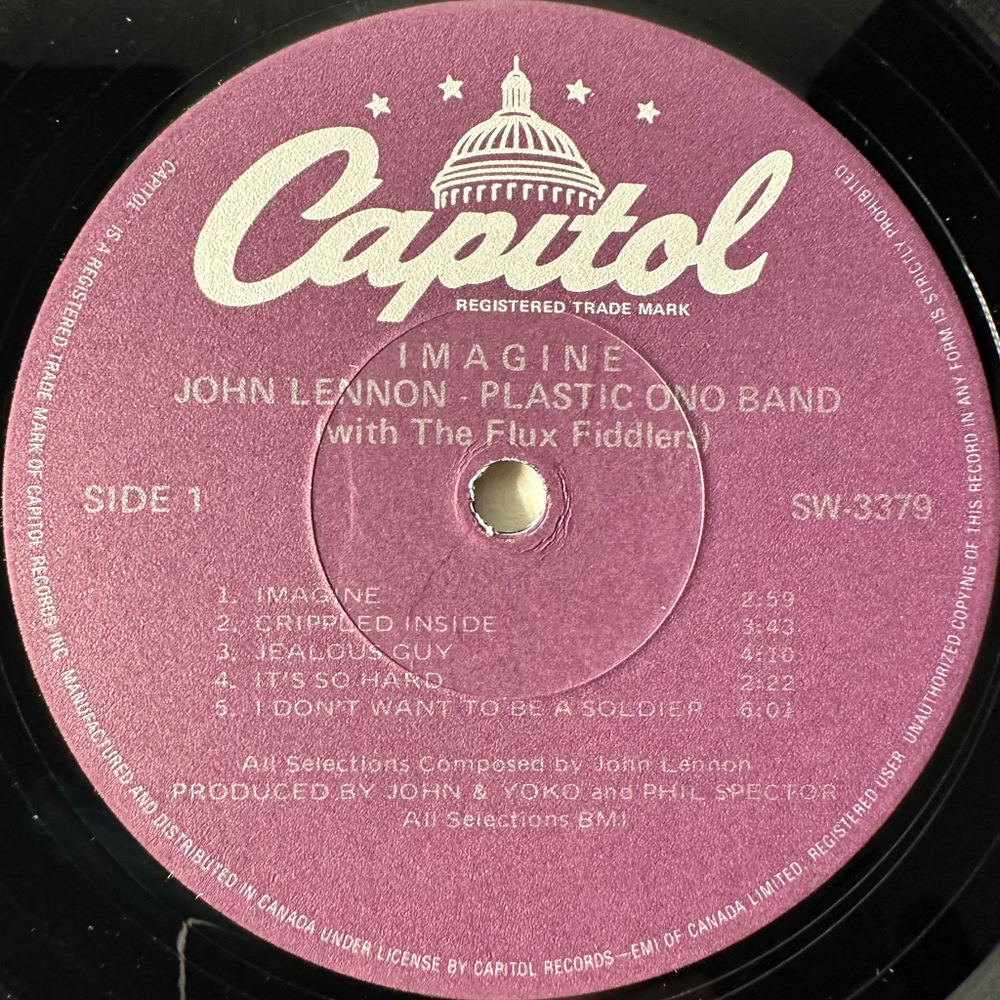 Capitol
REGISTERED TRADE MARK
IMAGINE
JOHN LENNON - PLASTIC ONO BAND
(with The Flux Fiddlers)
SIDE 1
SW-3379
1. IMAGINE 2:59
2. CRIPPLED INSIDE 3:43
3. JEALOUS GUY 4:10
4. IT'S SO HARD 2:22
5. I DON'T WANT TO BE A SOLDIER 6:01
All Selections Composed by John Lennon
PRODUCED BY JOHN & YOKO and PHIL SPECTOR
All Selections BMI
CAPITOL IS A REGISTERED TRADE MARK OF CAPITOL RECORDS INC. MANUFACTURED AND DISTRIBUTED IN CANADA UNDER LICENSE BY CAPITOL RECORDS—EMI OF CANADA LIMITED, REGISTERED USER UNAUTHORIZED COPYING OF THIS RECORD IN ANY FORM IS STRICTLY PROHIBITED